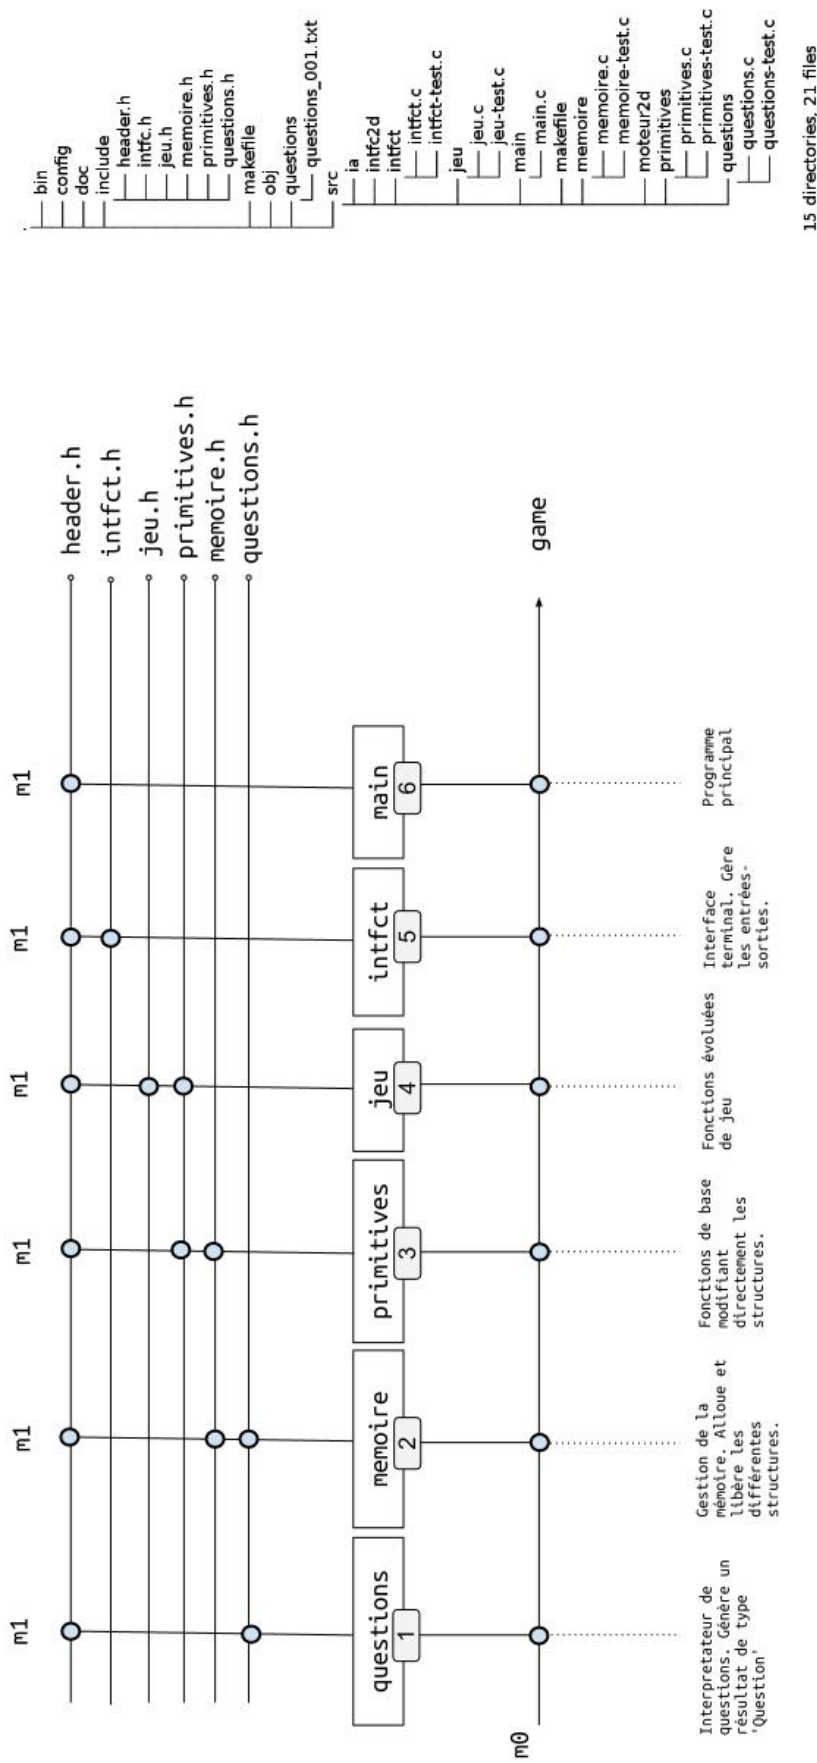 m1
m1
m1
m1
m1
m1
header.h
intfct.h
jeu.h
primitives.h
memoire.h
questions.h
questions
1
memoire
2
primitives
3
jeu
4
intfct
5
main
6
m0
game
Interpretateur de
questions. Génère un
résultat de type
'Question'
Gestion de la
mémoire. Alloue et
libère les
différentes
structures.
Fonctions de base
modifiant
directement les
structures.
Fonctions évoluées
de jeu
Interface
terminal. Gère
les entrées-
sorties.
Programme
principal
.
bin
config
doc
include
header.h
intfc.h
jeu.h
memoire.h
primitives.h
questions.h
makefile
obj
questions
questions_001.txt
src
ia
intfc2d
intfct
intfct.c
intfct-test.c
jeu
jeu.c
jeu-test.c
main
main.c
makefile
memoire
memoire.c
memoire-test.c
moteur2d
primitives
primitives.c
primitives-test.c
questions
questions.c
questions-test.c
15 directories, 21 files